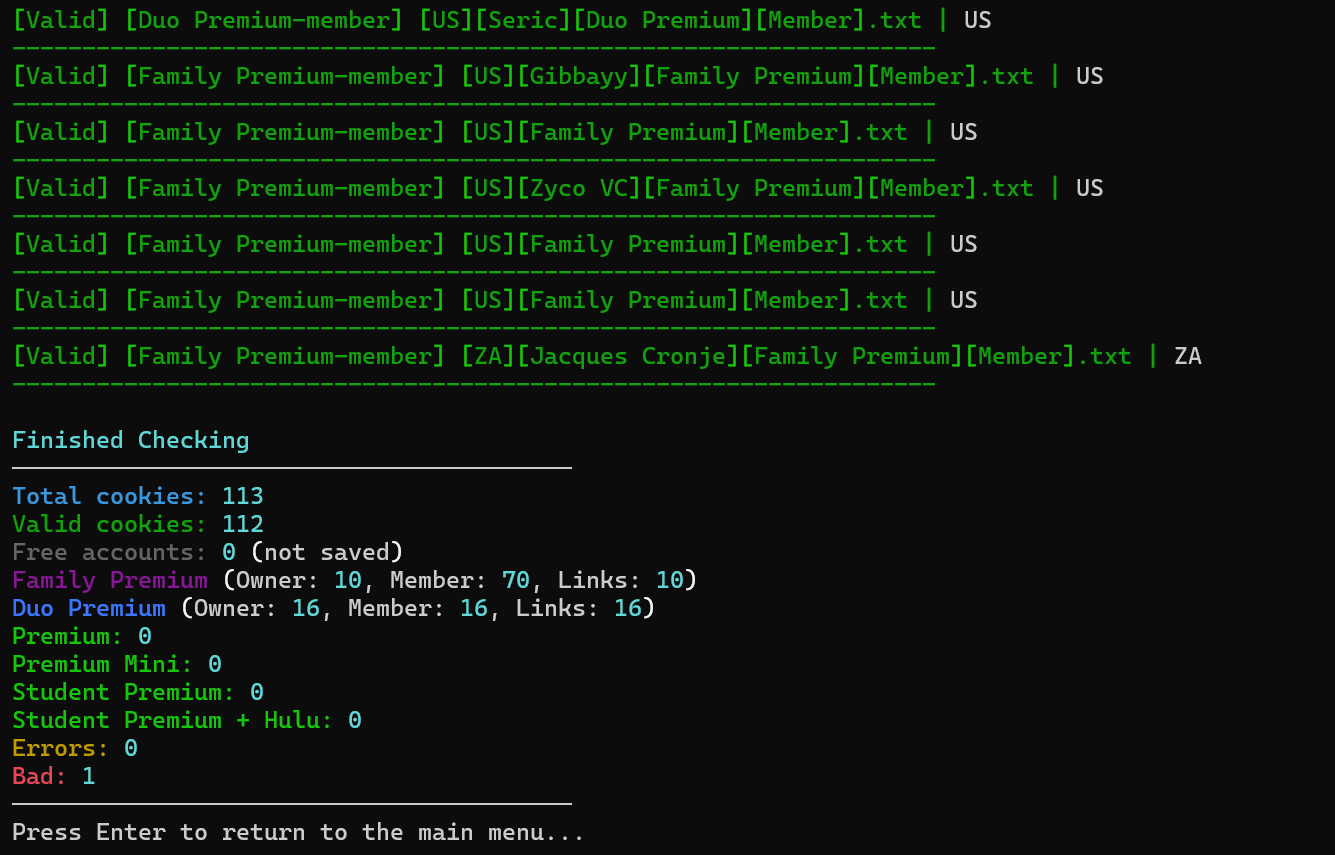 [Valid] [Duo Premium-member] [US][Seric][Duo Premium][Member].txt | US
------------------------------------------------------------------
[Valid] [Family Premium-member] [US][Gibbayy][Family Premium][Member].txt | US
------------------------------------------------------------------
[Valid] [Family Premium-member] [US][Family Premium][Member].txt | US
------------------------------------------------------------------
[Valid] [Family Premium-member] [US][Zyco VC][Family Premium][Member].txt | US
------------------------------------------------------------------
[Valid] [Family Premium-member] [US][Family Premium][Member].txt | US
------------------------------------------------------------------
[Valid] [Family Premium-member] [US][Family Premium][Member].txt | US
------------------------------------------------------------------
[Valid] [Family Premium-member] [ZA][Jacques Cronje][Family Premium][Member].txt | ZA
------------------------------------------------------------------
Finished Checking
Total cookies: 113
Valid cookies: 112
Free accounts: 0 (not saved)
Family Premium (Owner: 10, Member: 70, Links: 10)
Duo Premium (Owner: 16, Member: 16, Links: 16)
Premium: 0
Premium Mini: 0
Student Premium: 0
Student Premium + Hulu: 0
Errors: 0
Bad: 1
Press Enter to return to the main menu...